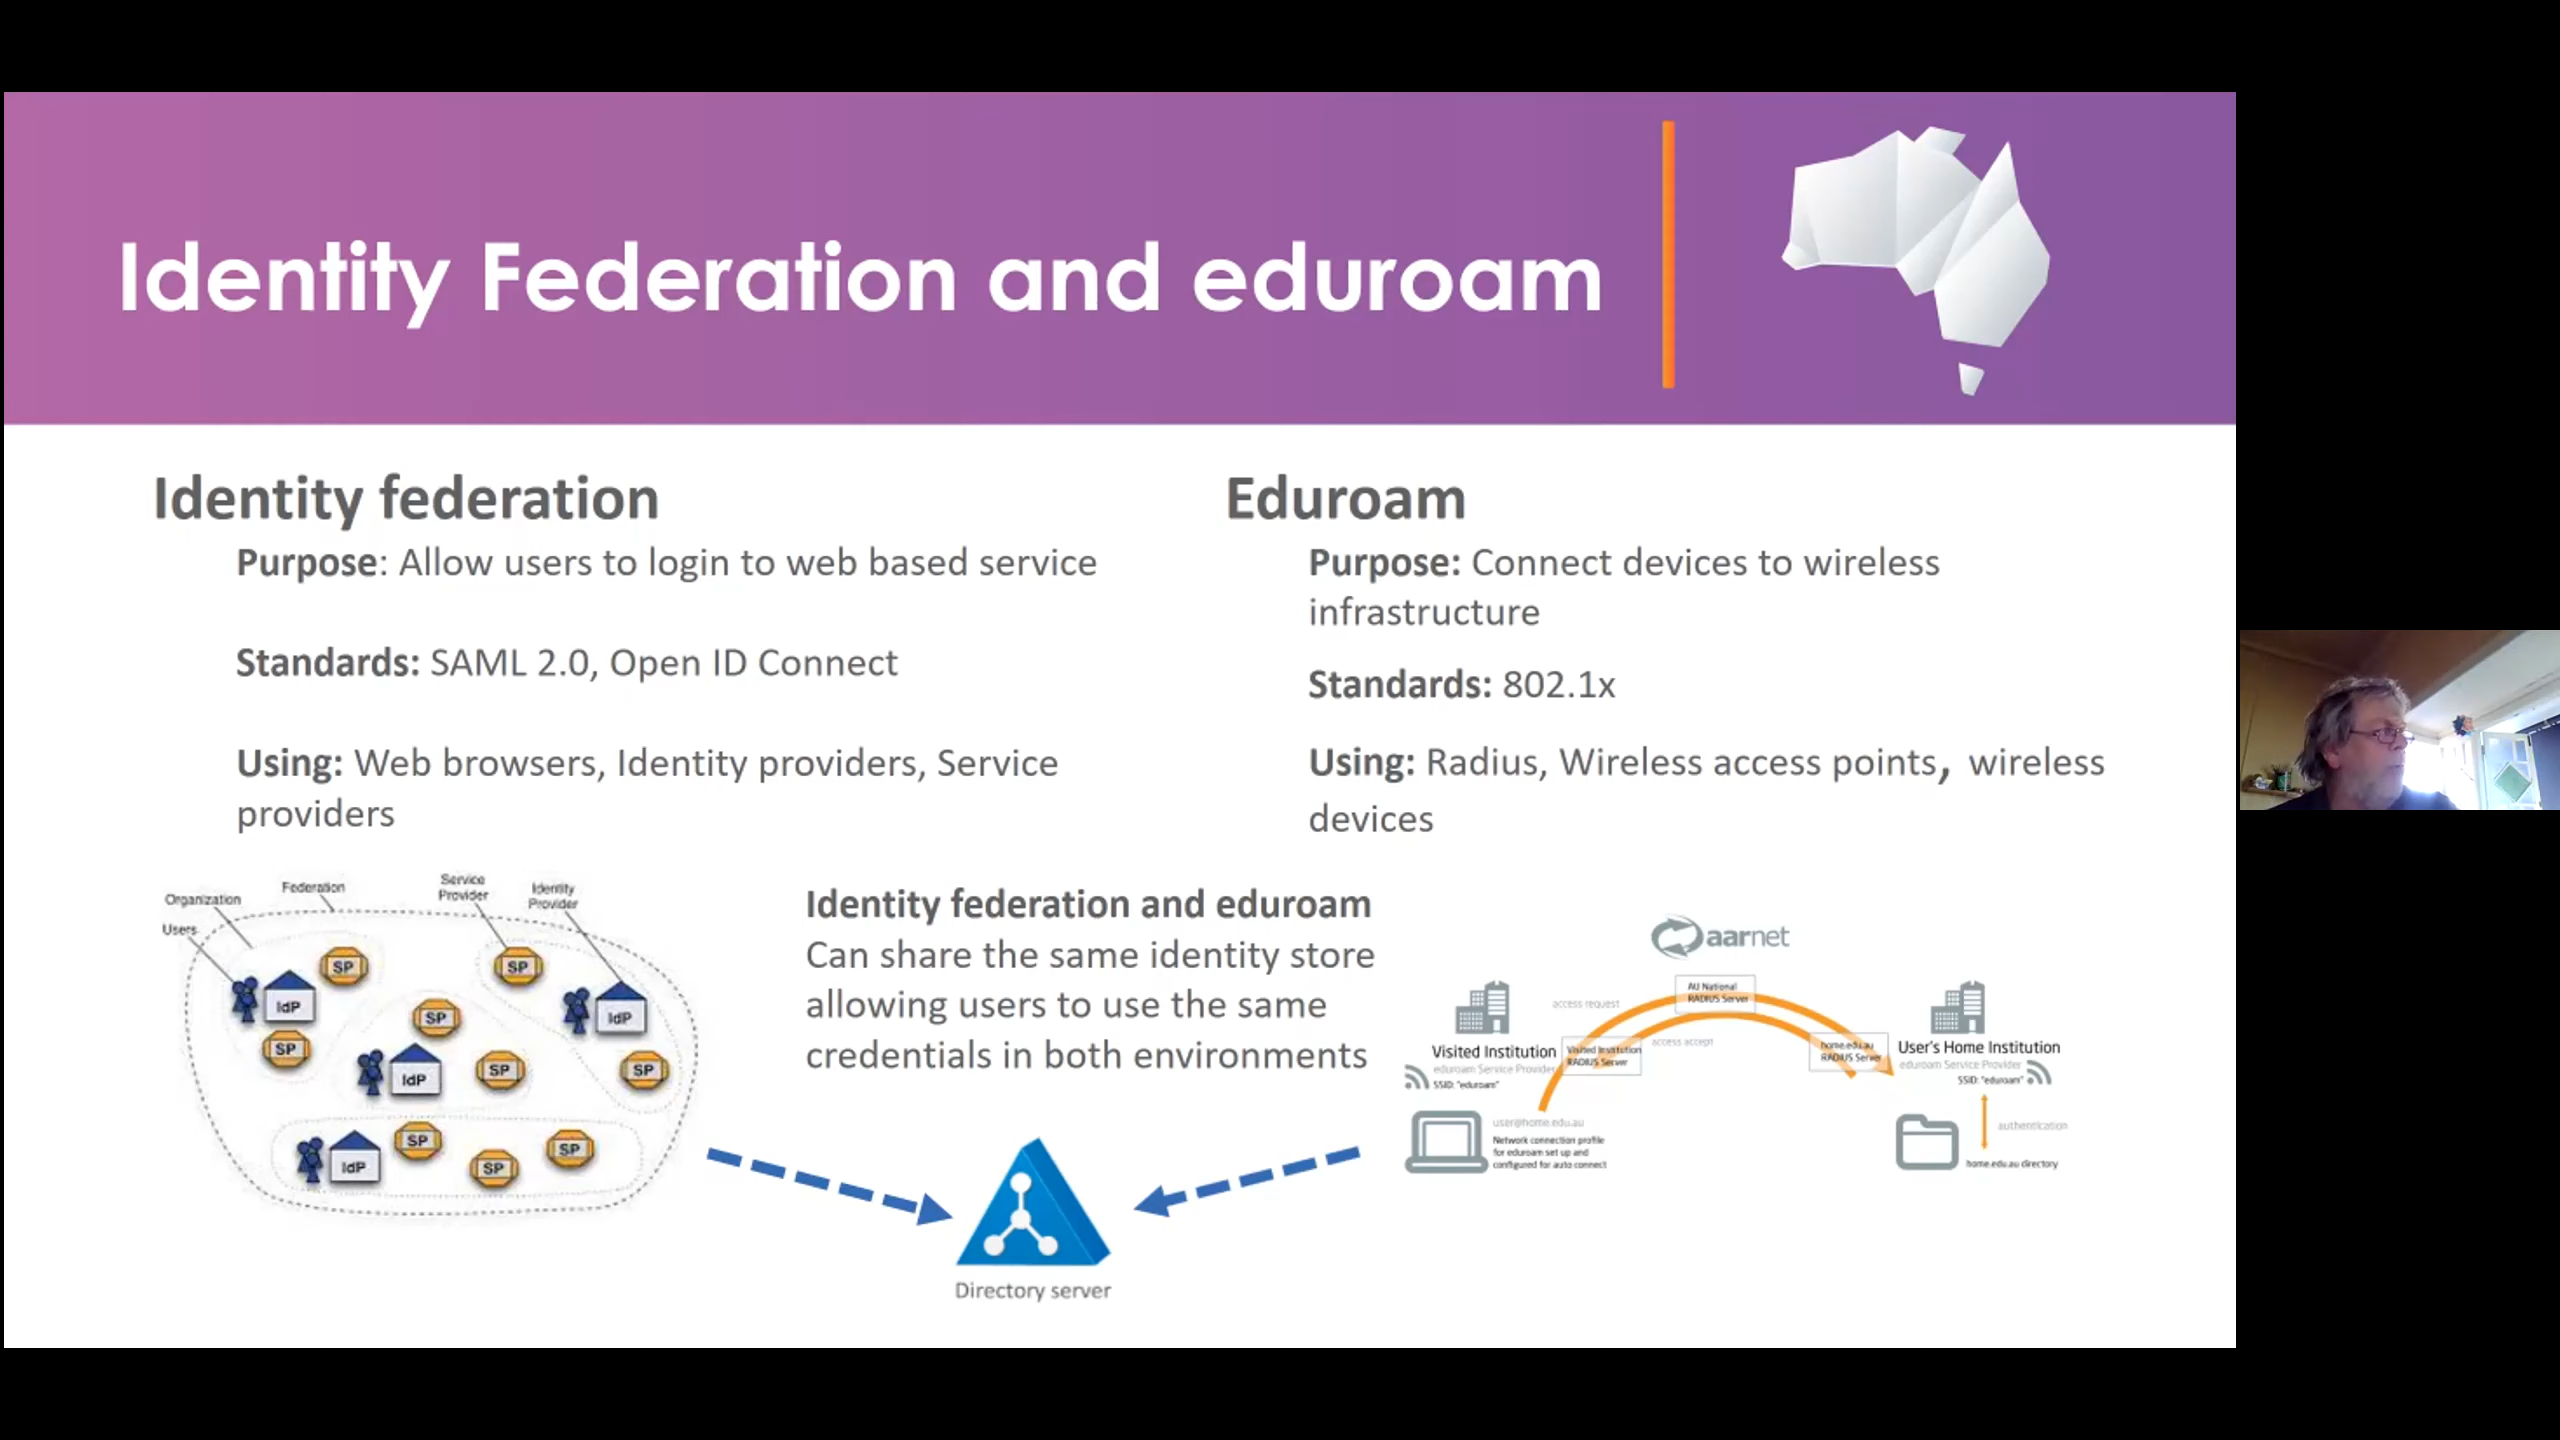 Identity Federation and eduroam
Identity federation
Purpose: Allow users to login to web based service
Standards: SAML 2.0, Open ID Connect
Using: Web browsers, Identity providers, Service
providers
Eduroam
Purpose: Connect devices to wireless
infrastructure
Standards: 802.1x
Using: Radius, Wireless access points, wireless
devices
Organization
Federation
Service
Provider
Identity
Provider
Users
SP
SP
IdP
IdP
SP
SP
IdP
SP
SP
IdP
SP
SP
SP
Identity federation and eduroam
Can share the same identity store
allowing users to use the same
credentials in both environments
Directory server
aarnet
AU National
RADIUS Server
access request
access accept
Visited Institution
eduroam Service Provider
SSID: "eduroam"
Visited Institution
RADIUS Server
home.edu.au
RADIUS Server
User's Home Institution
eduroam Service Provider
SSID: "eduroam"
user@home.edu.au
Network connection profile
for eduroam set up and
configured for auto connect
authentication
home.edu.au directory